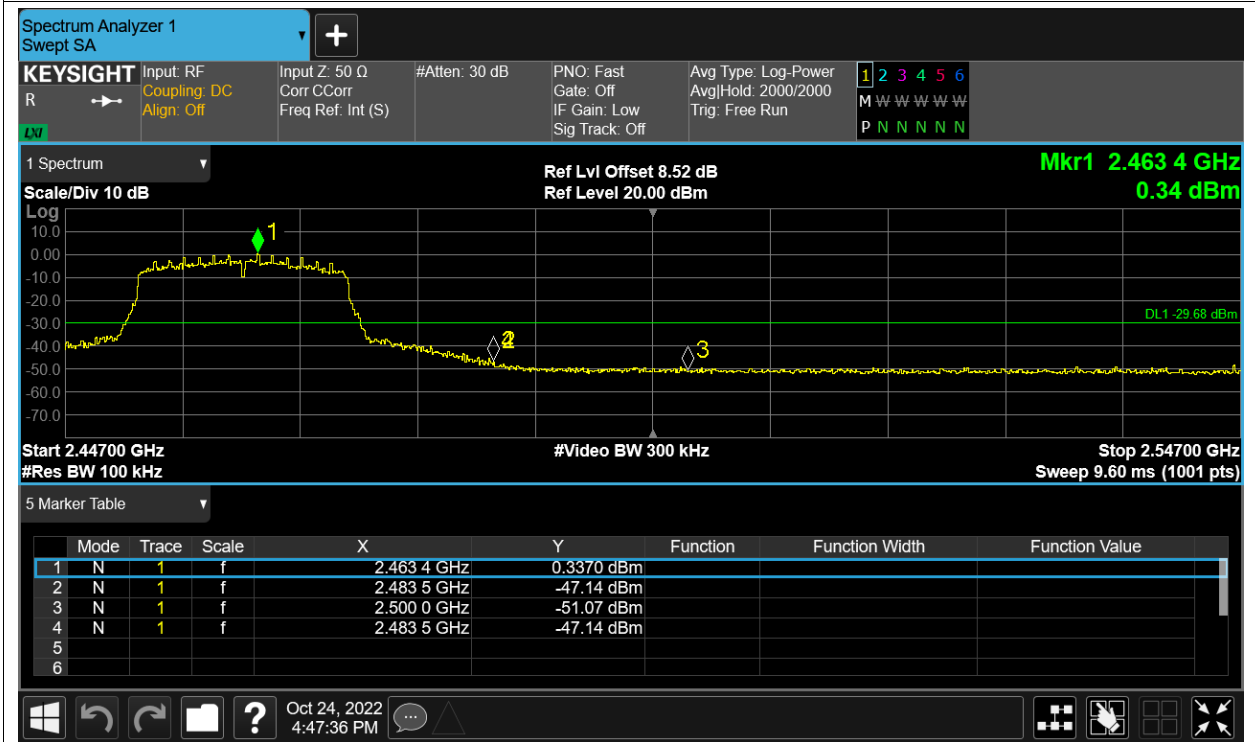 Spectrum Analyzer 1
Swept SA
+
KEYSIGHT Input: RF Input Z: 50 Ω #Atten: 30 dB PNO: Fast Avg Type: Log-Power 1 2 3 4 5 6
R Coupling: DC Corr CCorr Gate: Off Avg|Hold: 2000/2000 M W W W W W
Align: Off Freq Ref: Int (S) IF Gain: Low Trig: Free Run
LXI Sig Track: Off P N N N N N
1 Spectrum Ref Lvl Offset 8.52 dB Mkr1 2.463 4 GHz
Scale/Div 10 dB Ref Level 20.00 dBm 0.34 dBm
Log
10.0
0.00
-10.0
-20.0
-30.0
-40.0
-50.0
-60.0
-70.0
1
DL1 -29.68 dBm
2
3
Start 2.44700 GHz #Video BW 300 kHz Stop 2.54700 GHz
#Res BW 100 kHz Sweep 9.60 ms (1001 pts)
5 Marker Table
Mode Trace Scale X Y Function Function Width Function Value
1 N 1 f 2.463 4 GHz 0.3370 dBm
2 N 1 f 2.483 5 GHz -47.14 dBm
3 N 1 f 2.500 0 GHz -51.07 dBm
4 N 1 f 2.483 5 GHz -47.14 dBm
5
6
? Oct 24, 2022
4:47:36 PM